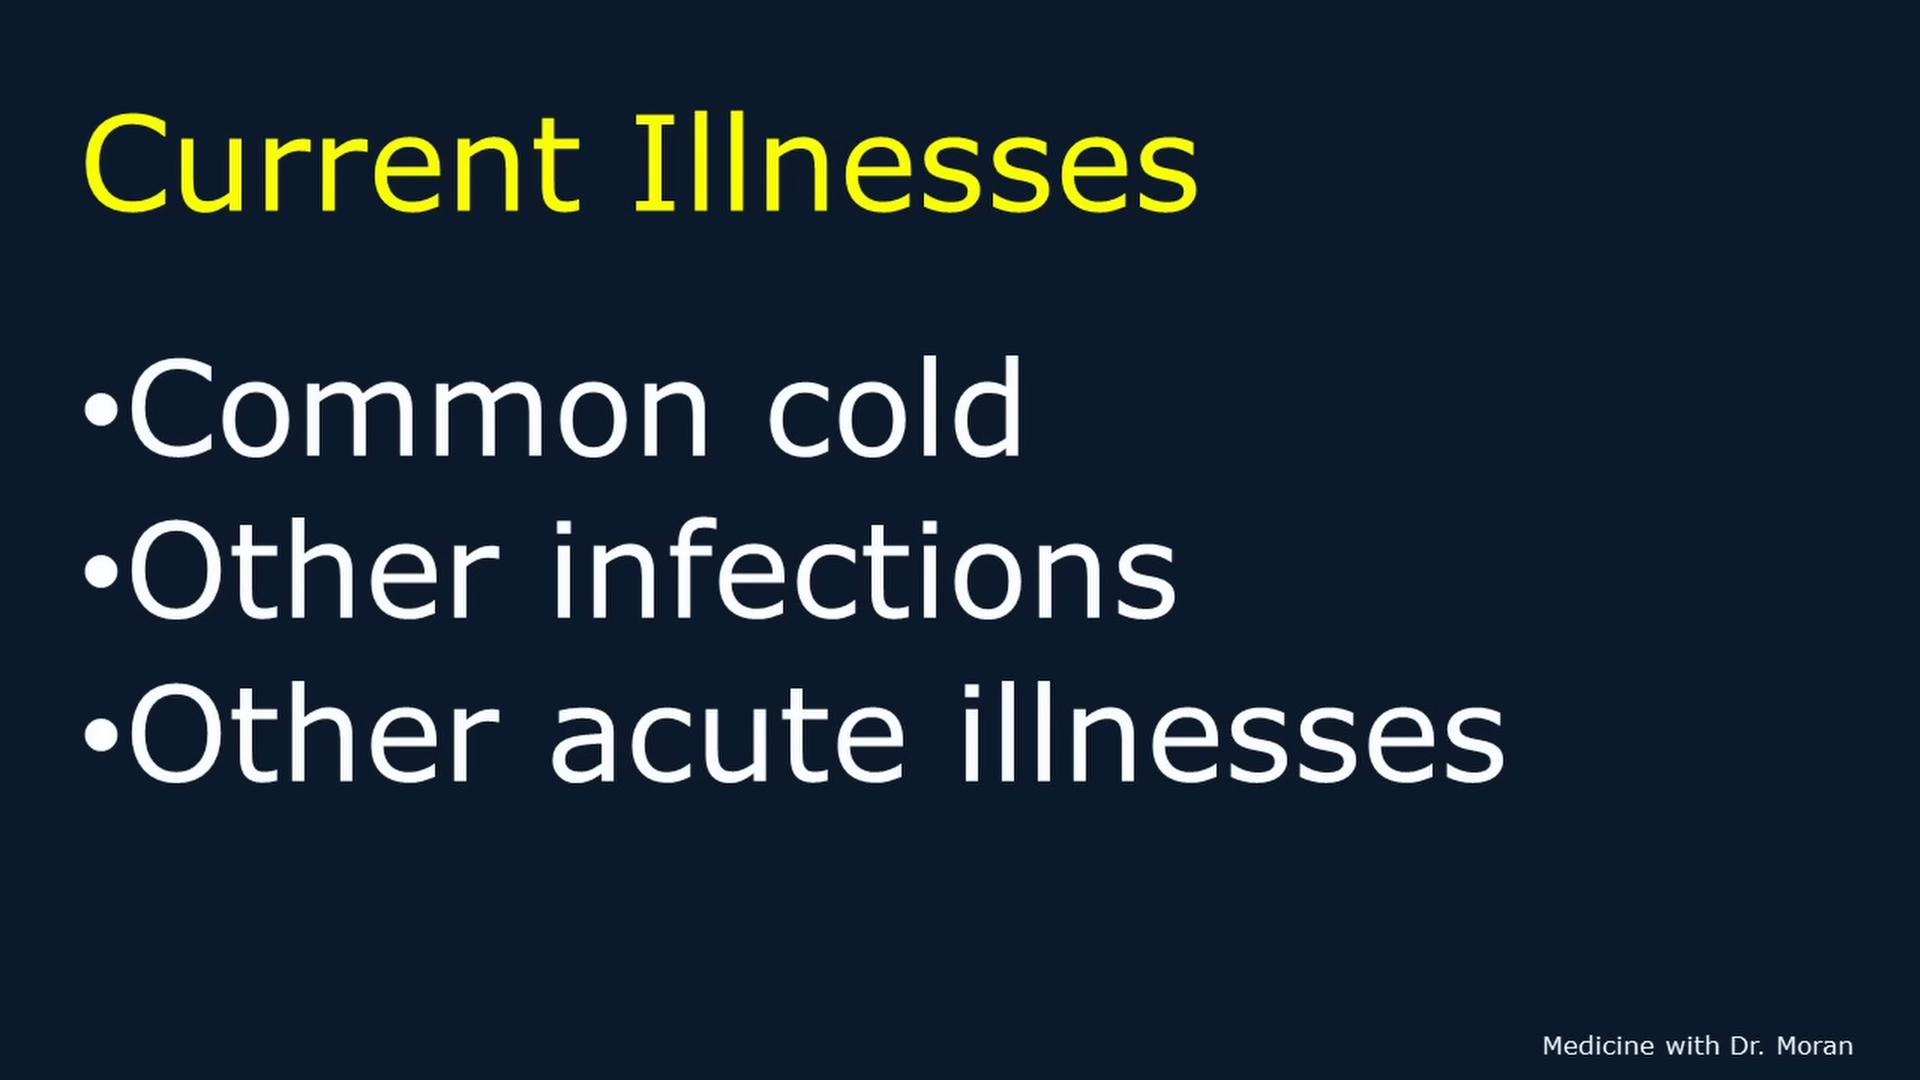 Current Illnesses
•Common cold
•Other infections
•Other acute illnesses
Medicine with Dr. Moran